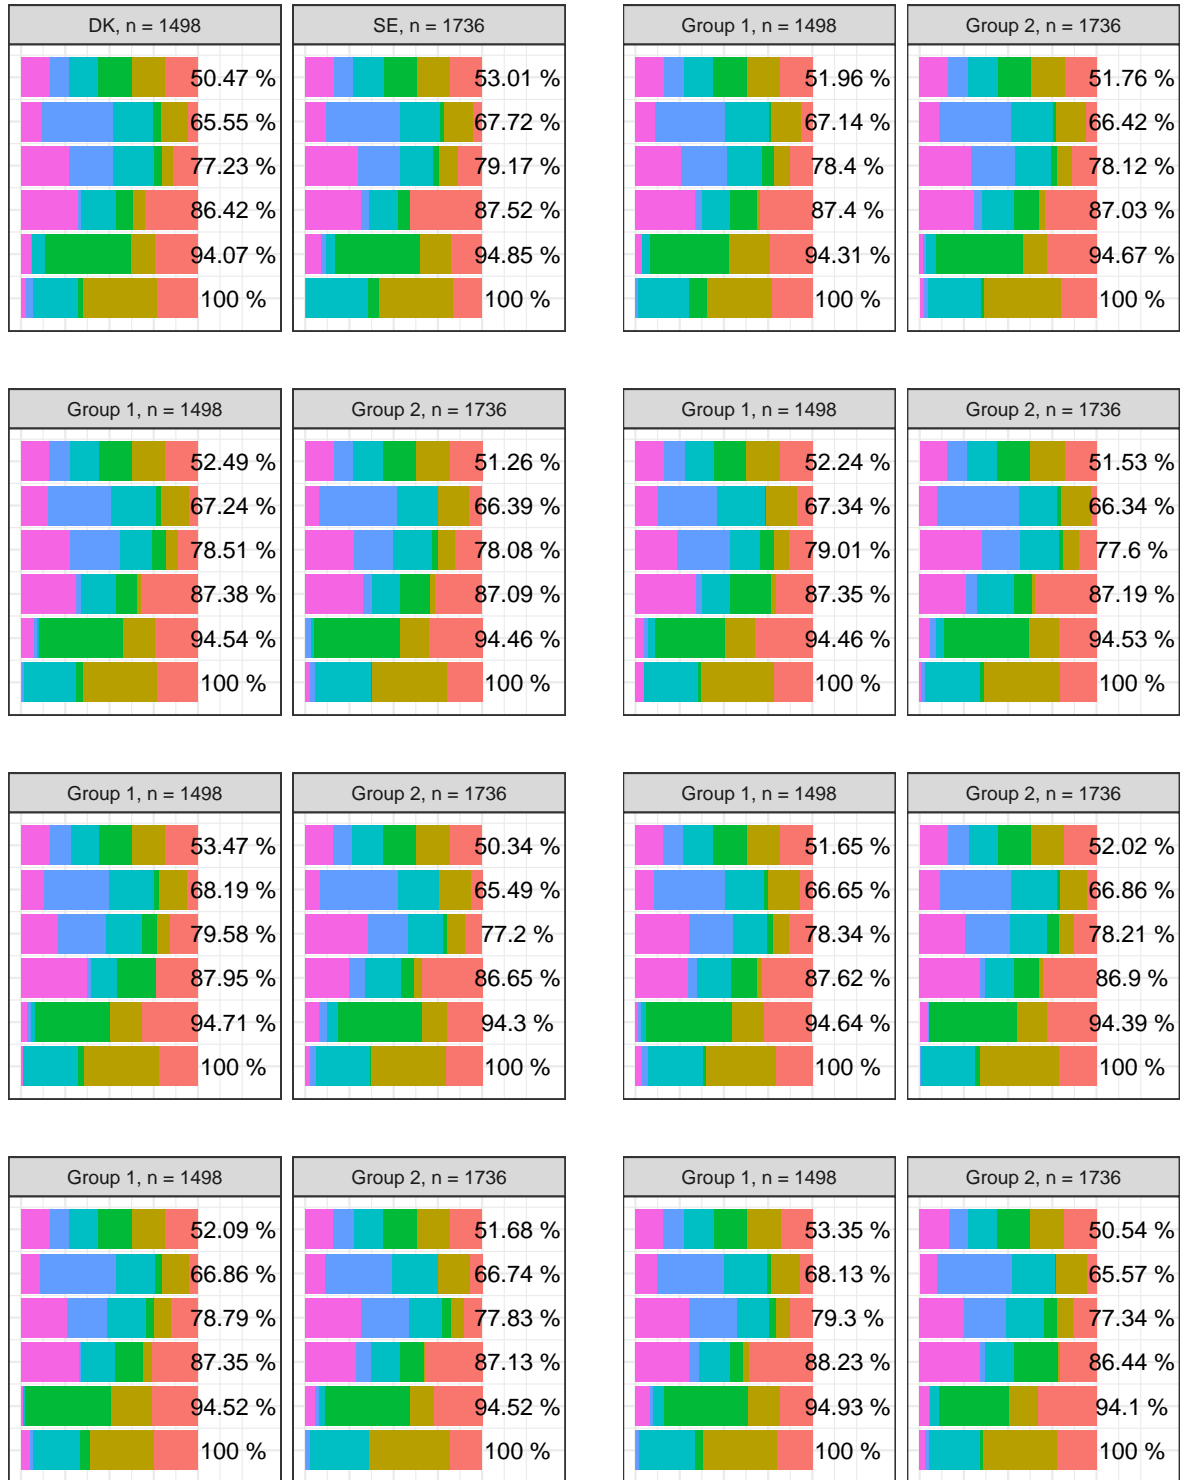 DK, n = 1498 SE, n = 1736 Group 1, n = 1498 Group 2, n = 1736
50.47 % 53.01 % 51.96 % 51.76 %
65.55 % 67.72 % 67.14 % 66.42 %
77.23 % 79.17 % 78.4 % 78.12 %
86.42 % 87.52 % 87.4 % 87.03 %
94.07 % 94.85 % 94.31 % 94.67 %
100 % 100 % 100 % 100 %
Group 1, n = 1498 Group 2, n = 1736 Group 1, n = 1498 Group 2, n = 1736
52.49 % 51.26 % 52.24 % 51.53 %
67.24 % 66.39 % 67.34 % 66.34 %
78.51 % 78.08 % 79.01 % 77.6 %
87.38 % 87.09 % 87.35 % 87.19 %
94.54 % 94.46 % 94.46 % 94.53 %
100 % 100 % 100 % 100 %
Group 1, n = 1498 Group 2, n = 1736 Group 1, n = 1498 Group 2, n = 1736
53.47 % 50.34 % 51.65 % 52.02 %
68.19 % 65.49 % 66.65 % 66.86 %
79.58 % 77.2 % 78.34 % 78.21 %
87.95 % 86.65 % 87.62 % 86.9 %
94.71 % 94.3 % 94.64 % 94.39 %
100 % 100 % 100 % 100 %
Group 1, n = 1498 Group 2, n = 1736 Group 1, n = 1498 Group 2, n = 1736
52.09 % 51.68 % 53.35 % 50.54 %
66.86 % 66.74 % 68.13 % 65.57 %
78.79 % 77.83 % 79.3 % 77.34 %
87.35 % 87.13 % 88.23 % 86.44 %
94.52 % 94.52 % 94.93 % 94.1 %
100 % 100 % 100 % 100 %